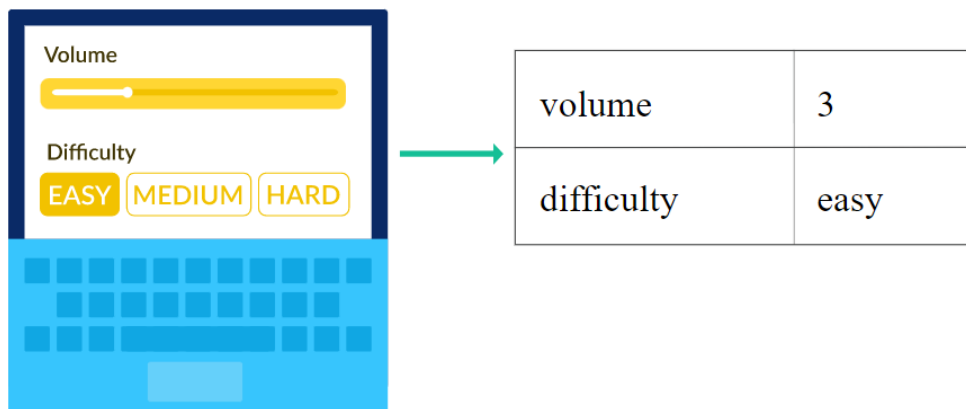 Volume
Difficulty
EASY MEDIUM HARD
volume 3
difficulty easy